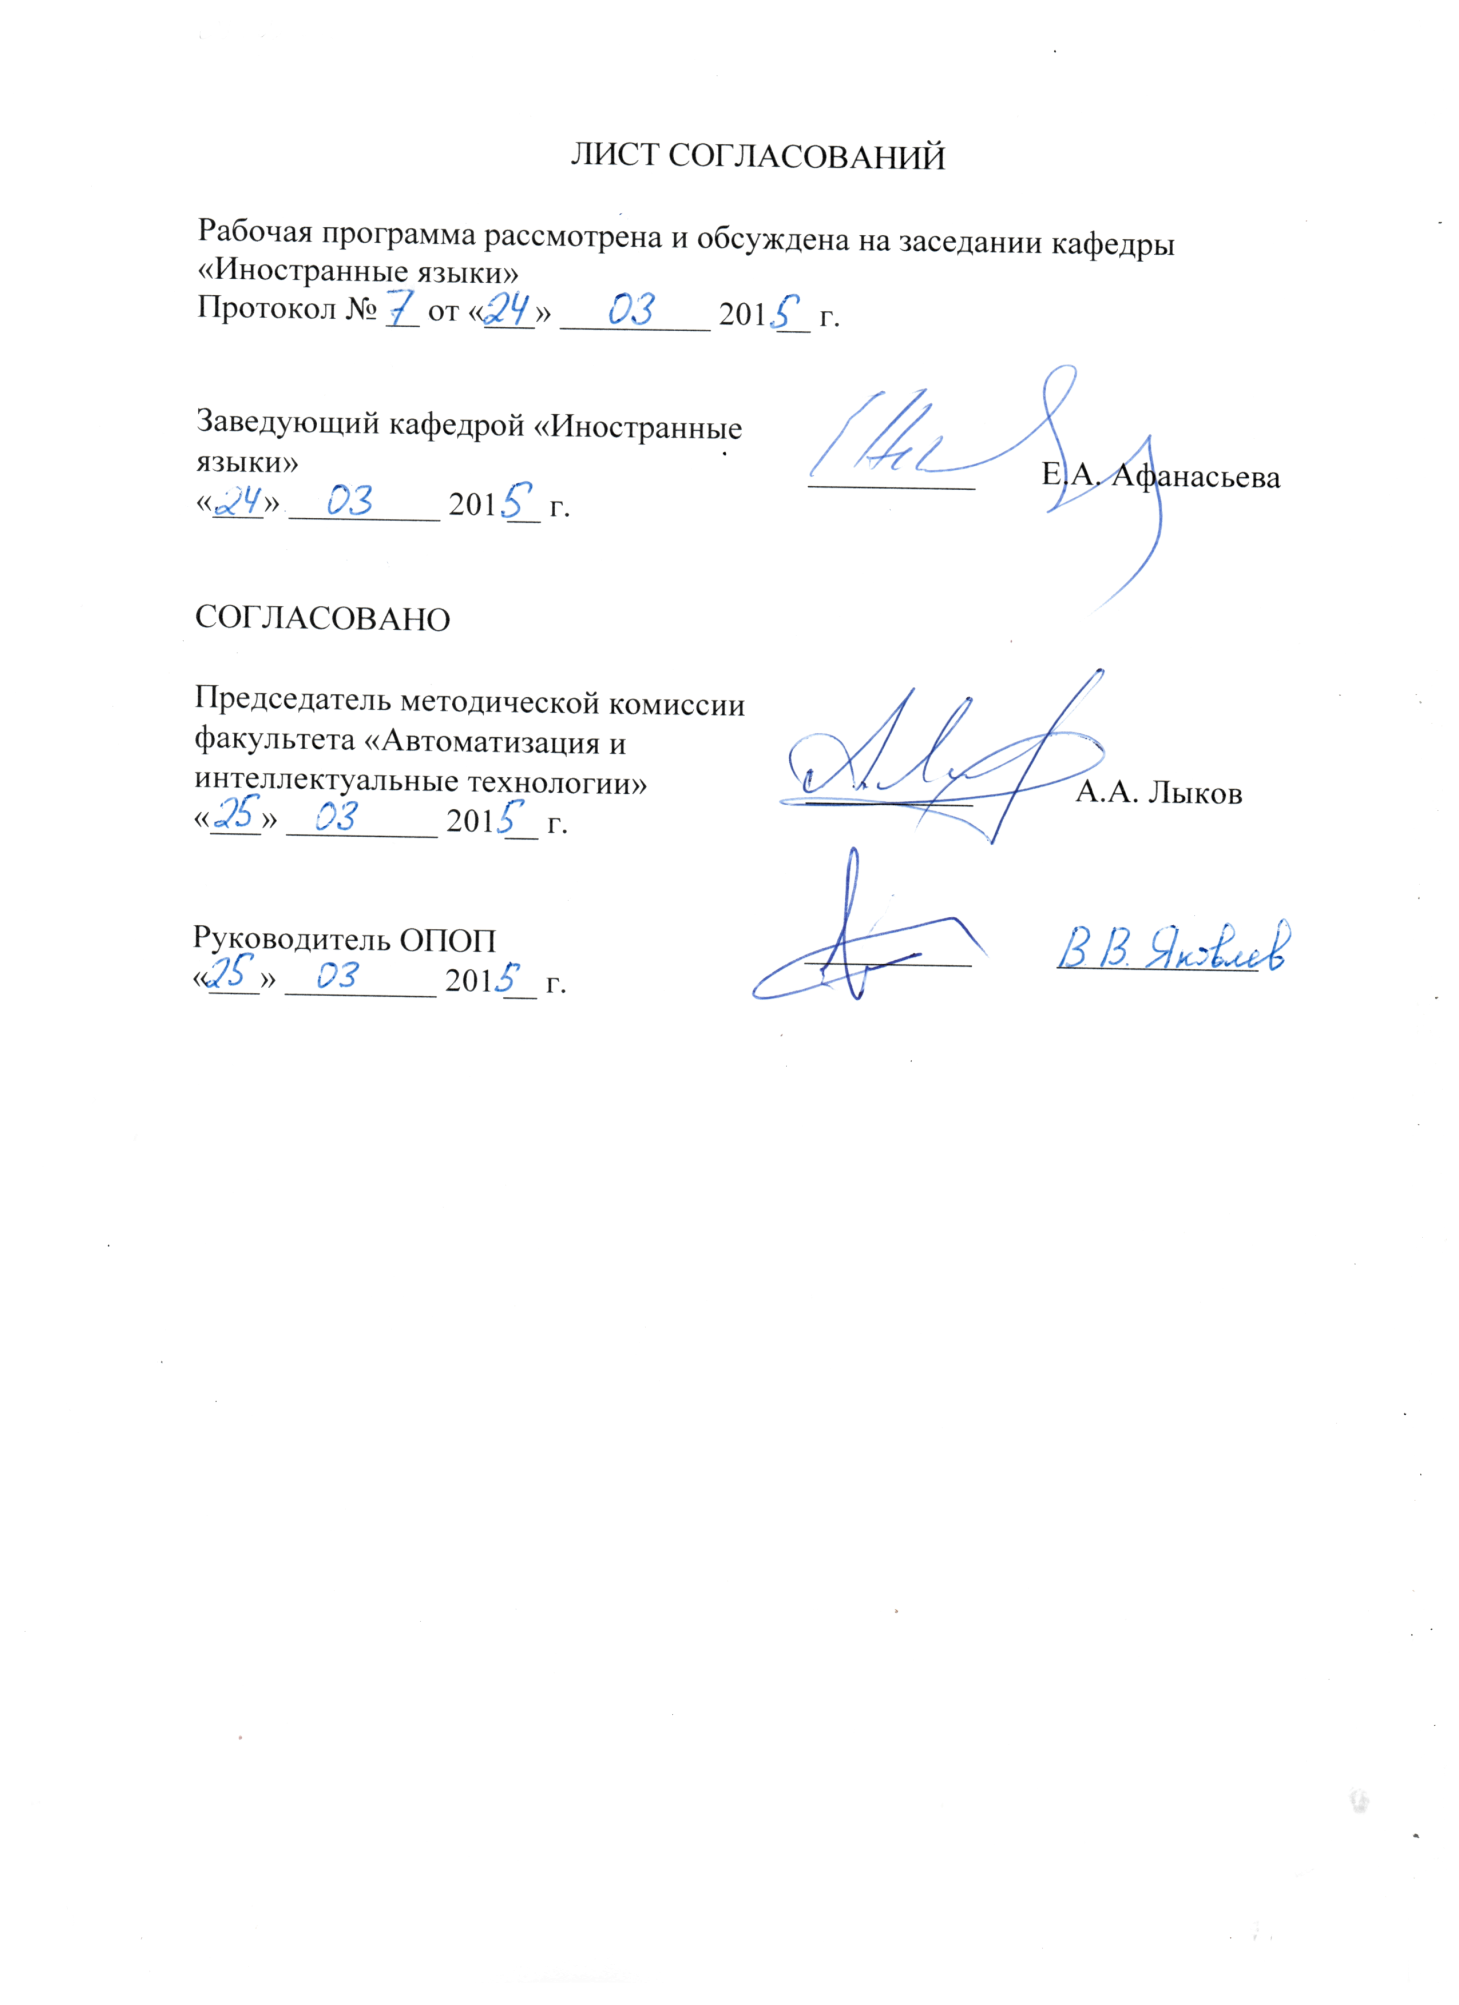 ЛИСТ СОГЛАСОВАНИЙ
Рабочая программа рассмотрена и обсуждена на заседании кафедры
«Иностранные языки»
Протокол № 7 от «24» 03 2015 г.
Заведующий кафедрой «Иностранные
языки»
Е.А. Афанасьева
«24» 03 2015 г.
СОГЛАСОВАНО
Председатель методической комиссии
факультета «Автоматизация и
интеллектуальные технологии»
А.А. Лыков
«25» 03 2015 г.
Руководитель ОПОП
В.В. Яковлев
«25» 03 2015 г.